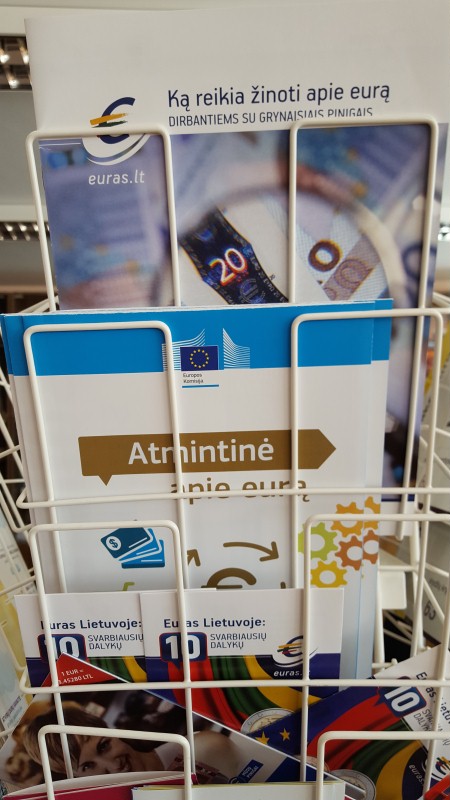 Ką reikia žinoti apie eurą
DIRBANTIEMS SU GRYNAISIAIS PINIGAIS
euras.lt
20
Europos
Komisija
Atmintinė
apie eurą
Euras Lietuvoje:
10 SVARBIAUSIŲ
DALYKŲ
Euras Lietuvoje:
10 SVARBIAUSIŲ
DALYKŲ
euras.lt
1 EUR =
3.45280 LTL
10